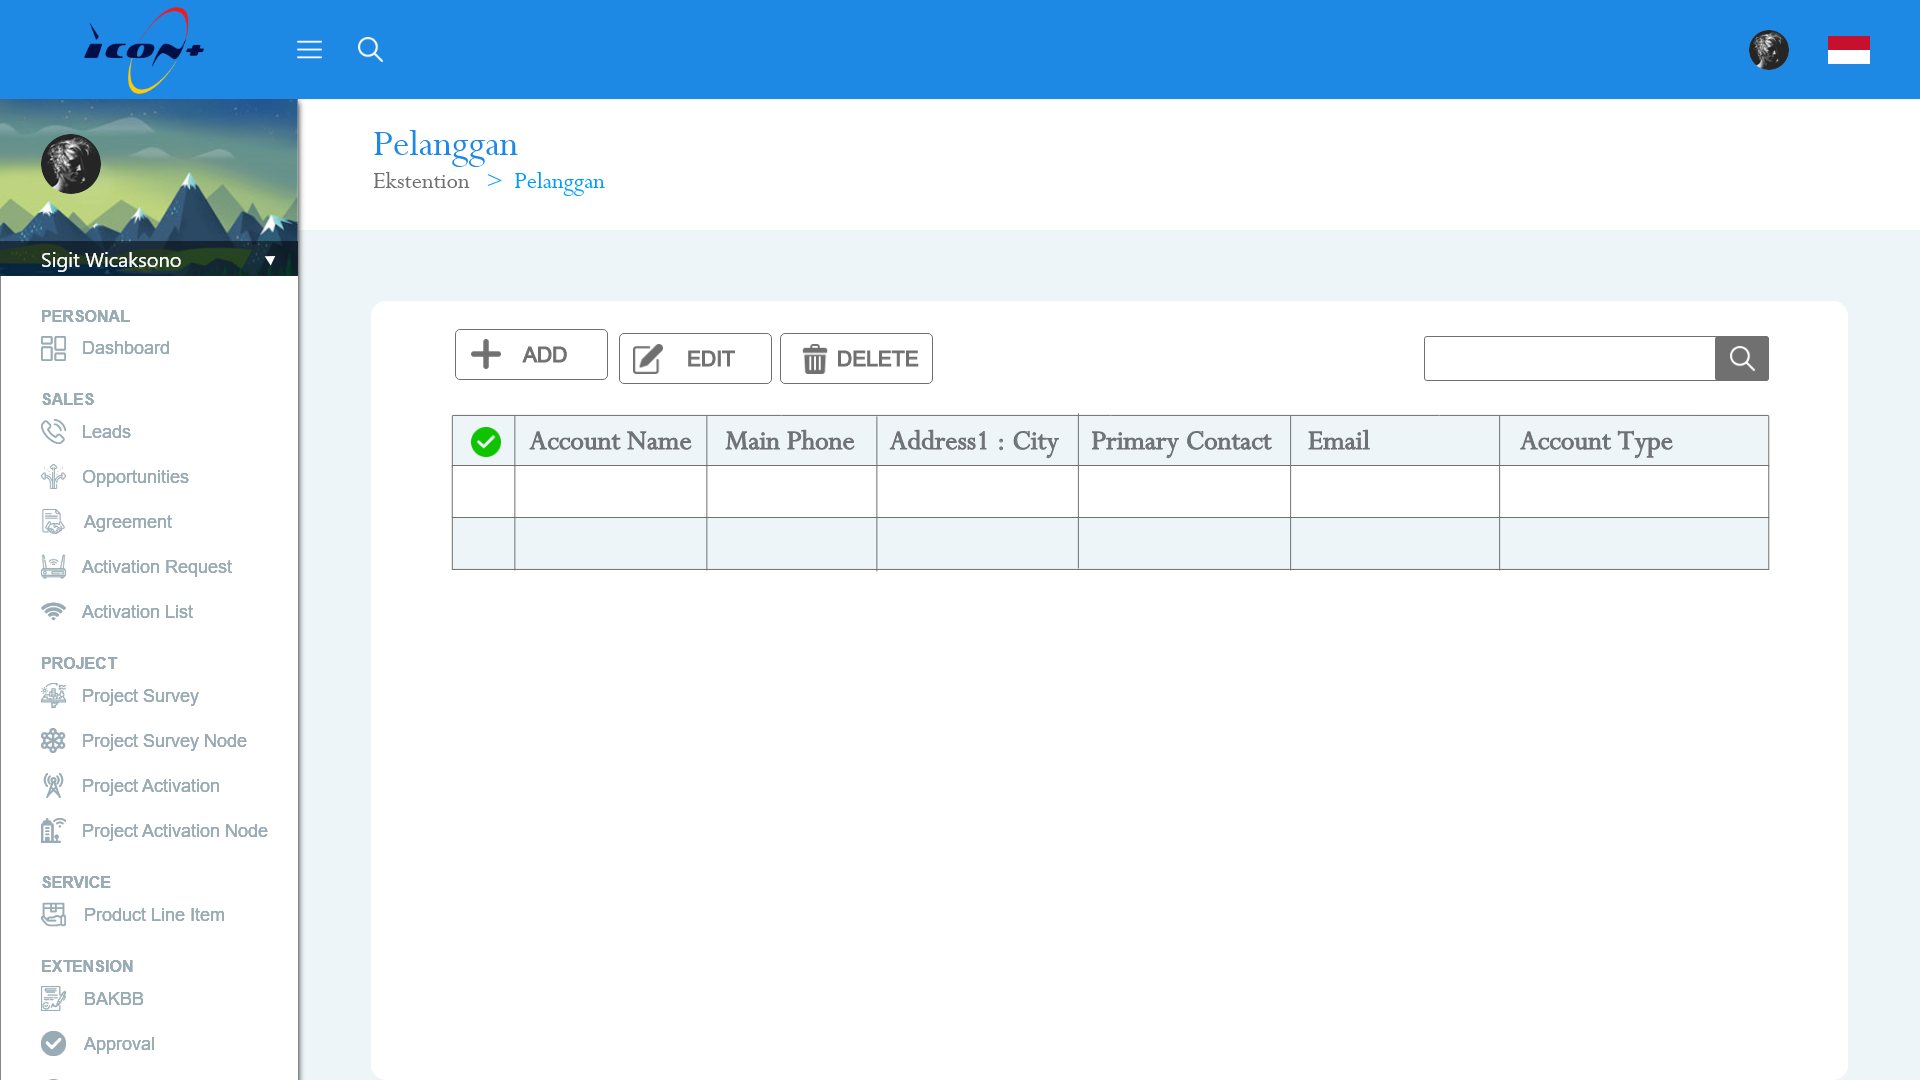 icon+
Sigit Wicaksono
PERSONAL
Dashboard
SALES
Leads
Opportunities
Agreement
Activation Request
Activation List
PROJECT
Project Survey
Project Survey Node
Project Activation
Project Activation Node
SERVICE
Product Line Item
EXTENSION
BAKBB
Approval
Pelanggan
Ekstention > Pelanggan
ADD EDIT DELETE
Account Name Main Phone Address1 : City Primary Contact Email Account Type